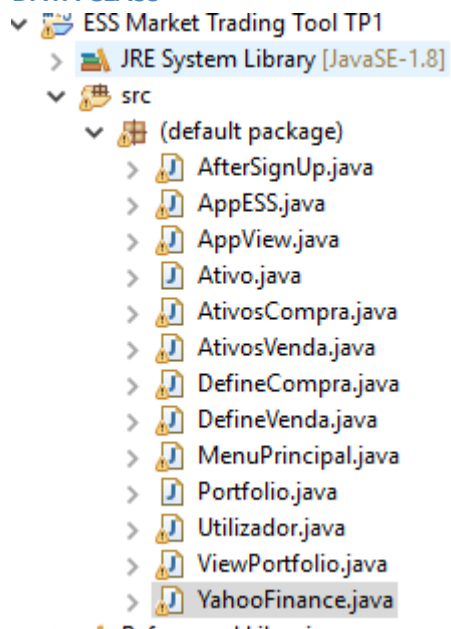 DATA CLASS
ESS Market Trading Tool TP1
JRE System Library [JavaSE-1.8]
src
(default package)
AfterSignUp.java
AppESS.java
AppView.java
Ativo.java
AtivosCompra.java
AtivosVenda.java
DefineCompra.java
DefineVenda.java
MenuPrincipal.java
Portfolio.java
Utilizador.java
ViewPortfolio.java
YahooFinance.java